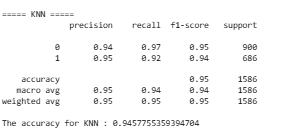 ===== KNN =====
precision recall f1-score support
0 0.94 0.97 0.95 900
1 0.95 0.92 0.94 686
accuracy 0.95 1586
macro avg 0.95 0.94 0.94 1586
weighted avg 0.95 0.95 0.95 1586
The accuracy for KNN : 0.9457755359394704